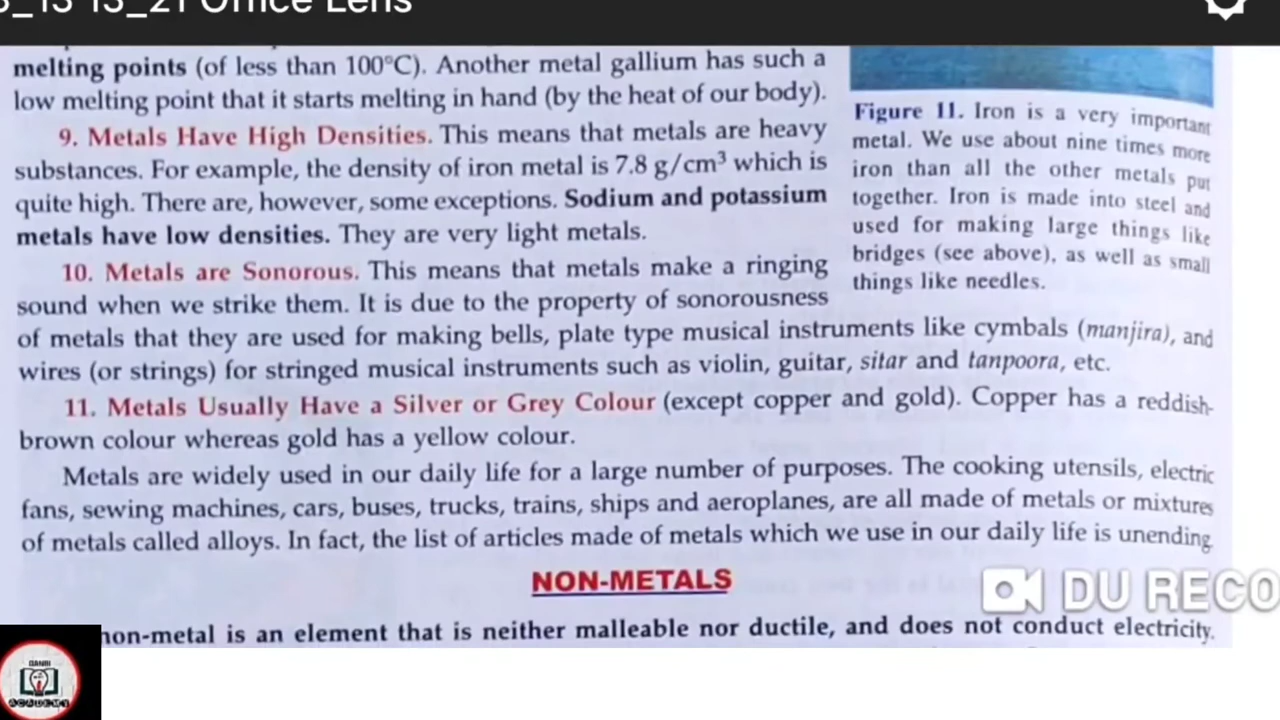 melting points (of less than 100°C). Another metal gallium has such a
low melting point that it starts melting in hand (by the heat of our body).
9. Metals Have High Densities. This means that metals are heavy
substances. For example, the density of iron metal is 7.8 g/cm³ which is
quite high. There are, however, some exceptions. Sodium and potassium
metals have low densities. They are very light metals.
10. Metals are Sonorous. This means that metals make a ringing
sound when we strike them. It is due to the property of sonorousness
of metals that they are used for making bells, plate type musical instruments like cymbals (manjira), and
wires (or strings) for stringed musical instruments such as violin, guitar, sitar and tanpoora, etc.
11. Metals Usually Have a Silver or Grey Colour (except copper and gold). Copper has a reddish-
brown colour whereas gold has a yellow colour.
Metals are widely used in our daily life for a large number of purposes. The cooking utensils, electric
fans, sewing machines, cars, buses, trucks, trains, ships and aeroplanes, are all made of metals or mixtures
of metals called alloys. In fact, the list of articles made of metals which we use in our daily life is unending
NON-METALS
non-metal is an element that is neither malleable nor ductile, and does not conduct electricity.
Figure 11. Iron is a very important
metal. We use about nine times more
iron than all the other metals put
together. Iron is made into steel and
used for making large things like
bridges (see above), as well as small
things like needles.
13_21 Office Lens
DU RECO
ACADEMY